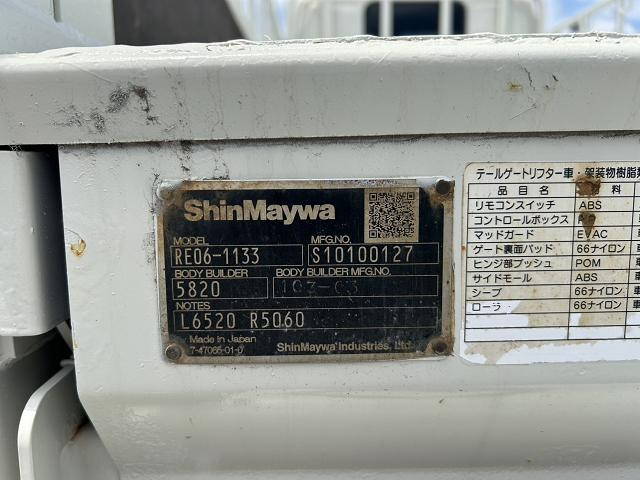 ShinMaywa
MODEL MFG.NO.
RE06-1133 S10100127
BODY BUILDER BODY BUILDER MFG.NO.
5820
NOTES
L6520 R5060
Made in Japan
7-47065-01-0 ShinMaywa Industries, Ltd.
テールゲートリフター車・架装物樹脂類
品目名
リモコンスイッチ ABS
コントロールボックス
マッドガード EVAC
ゲート裏面パッド 66ナイロン
ヒンジ部ブッシュ POM
サイドモール ABS
シーブ 66ナイロン
ローラ 66ナイロン